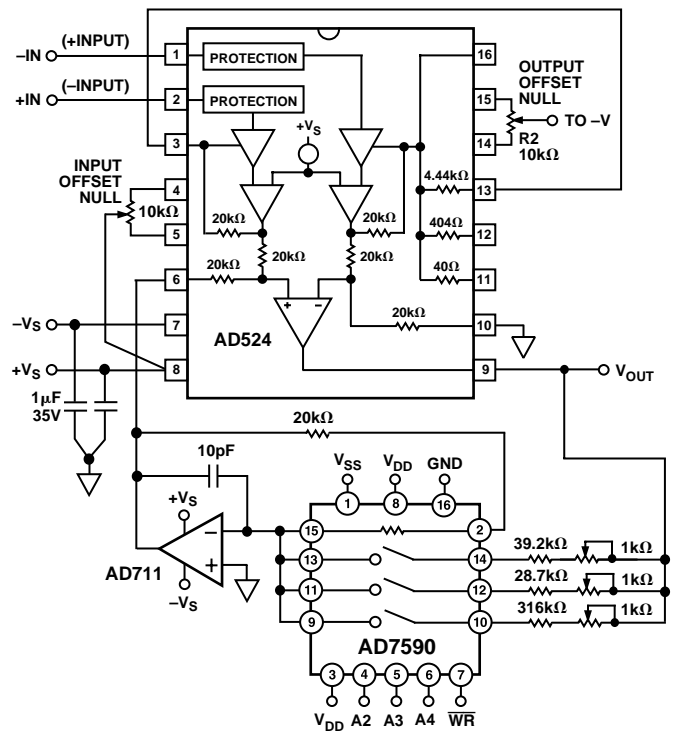 –IN
(+INPUT)
+IN
(–INPUT)
1
PROTECTION
2
PROTECTION
3
+VS
16
15
14
OUTPUT
OFFSET
NULL
TO –V
R2
10kΩ
INPUT
OFFSET
NULL
4
10kΩ
5
4.44kΩ
13
404Ω
12
40Ω
11
20kΩ
20kΩ
20kΩ
20kΩ
20kΩ
20kΩ
6
10
–VS
7
+VS
8
+
–
AD524
9
VOUT
1μF
35V
20kΩ
10pF
VSS
VDD
GND
1
8
16
+VS
–
+
AD711
–VS
15
2
13
14
39.2kΩ
1kΩ
11
12
28.7kΩ
1kΩ
9
10
316kΩ
1kΩ
AD7590
3
4
5
6
7
VDD
A2
A3
A4
WR